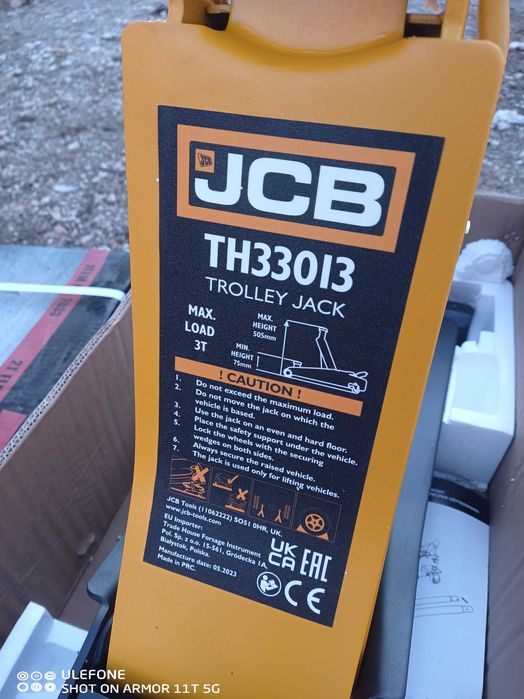 JCB
JCB
TH33013
TROLLEY JACK
MAX.
LOAD
3T
MAX.
HEIGHT
505mm
MIN.
HEIGHT
75mm
! CAUTION !
1. Do not exceed the maximum load.
2. Do not move the jack on which the
vehicle is based.
3. Use the jack on an even and hard floor.
4. Place the safety support under the vehicle.
5. Lock the wheels with the securing
wedges on both sides.
6. Always secure the raised vehicle.
7. The jack is used only for lifting vehicles.
JCB Tools (11062222) SO51 0HR, UK.
www.jcb-tools.com
EU Importer:
Trade House Forsage Instrument
Pol. Sp. z o.o. 15-361, Gródecka 1A,
Białystok, Polska.
Manufacture date: 05.2023
Made in PRC.
UK
CA
EAC
CE
ULEFONE
SHOT ON ARMOR 11T 5G